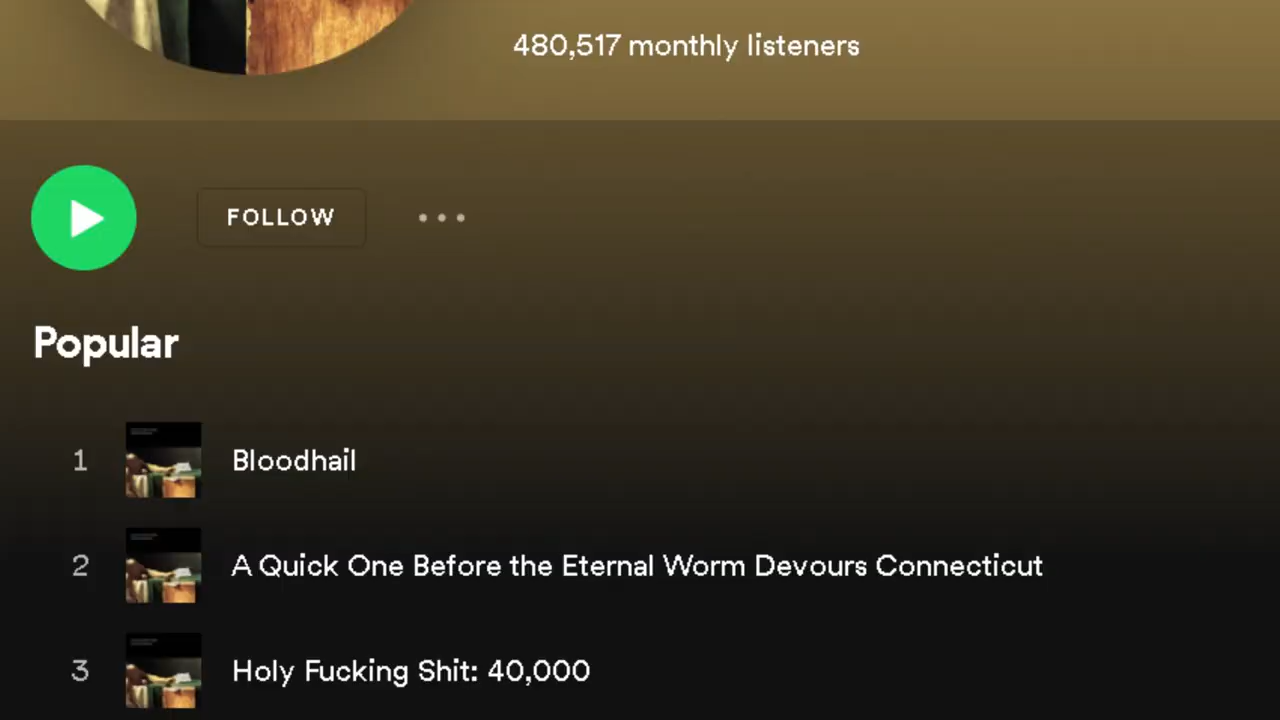 480,517 monthly listeners
FOLLOW
Popular
1 Bloodhail
2 A Quick One Before the Eternal Worm Devours Connecticut
3 Holy Fucking Shit: 40,000